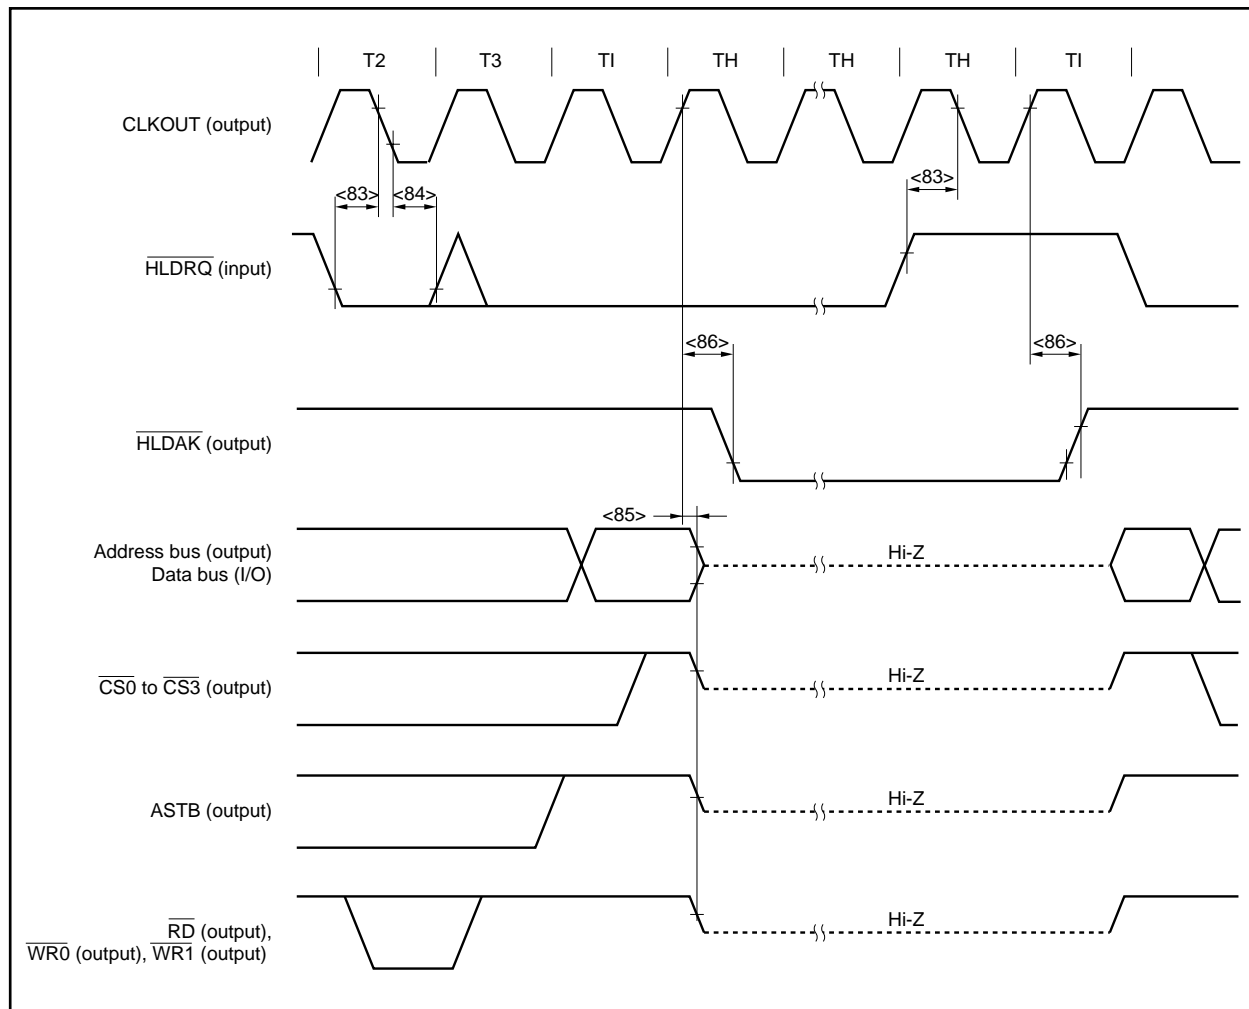 T2 T3 TI TH TH TH TI
CLKOUT (output)
<83> <84> <83>
HLDRQ (input)
<86> <86>
HLDAK (output)
<85>
Address bus (output)
Data bus (I/O)
Hi-Z
CS0 to CS3 (output)
Hi-Z
ASTB (output)
Hi-Z
RD (output),
WR0 (output), WR1 (output)
Hi-Z